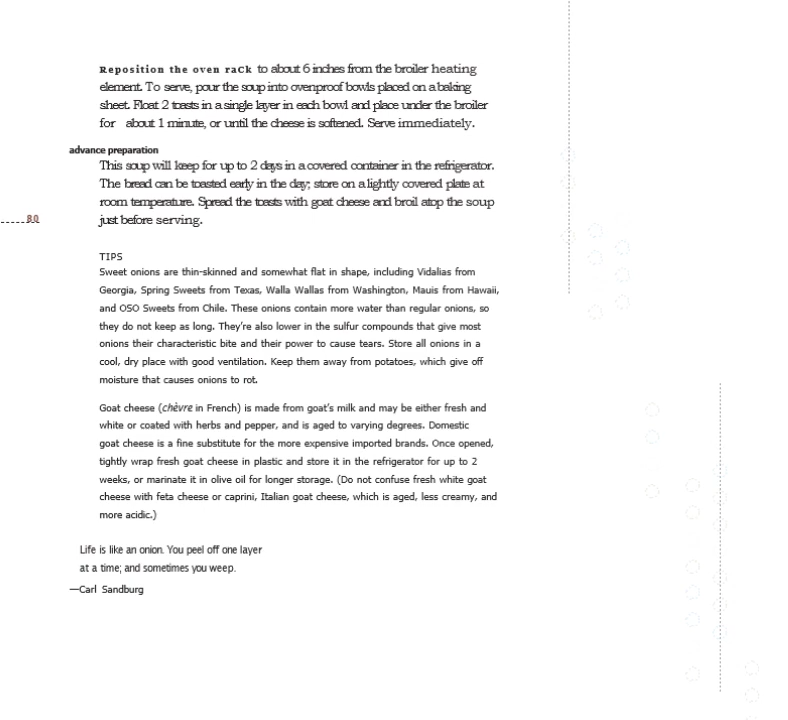 Reposition the oven rack to about 6 inches from the broiler heating
element. To serve, pour the soup into ovenproof bowls placed on a baking
sheet. Float 2 toasts in a single layer in each bowl and place under the broiler
for about 1 minute, or until the cheese is softened. Serve immediately.
advance preparation
This soup will keep for up to 2 days in a covered container in the refrigerator.
The bread can be toasted early in the day; store on a lightly covered plate at
room temperature. Spread the toasts with goat cheese and broil atop the soup
just before serving.
80
TIPS
Sweet onions are thin-skinned and somewhat flat in shape, including Vidalias from
Georgia, Spring Sweets from Texas, Walla Wallas from Washington, Mauis from Hawaii,
and OSO Sweets from Chile. These onions contain more water than regular onions, so
they do not keep as long. They're also lower in the sulfur compounds that give most
onions their characteristic bite and their power to cause tears. Store all onions in a
cool, dry place with good ventilation. Keep them away from potatoes, which give off
moisture that causes onions to rot.
Goat cheese (chèvre in French) is made from goat's milk and may be either fresh and
white or coated with herbs and pepper, and is aged to varying degrees. Domestic
goat cheese is a fine substitute for the more expensive imported brands. Once opened,
tightly wrap fresh goat cheese in plastic and store it in the refrigerator for up to 2
weeks, or marinate it in olive oil for longer storage. (Do not confuse fresh white goat
cheese with feta cheese or caprini, Italian goat cheese, which is aged, less creamy, and
more acidic.)
Life is like an onion. You peel off one layer
at a time; and sometimes you weep.
—Carl Sandburg